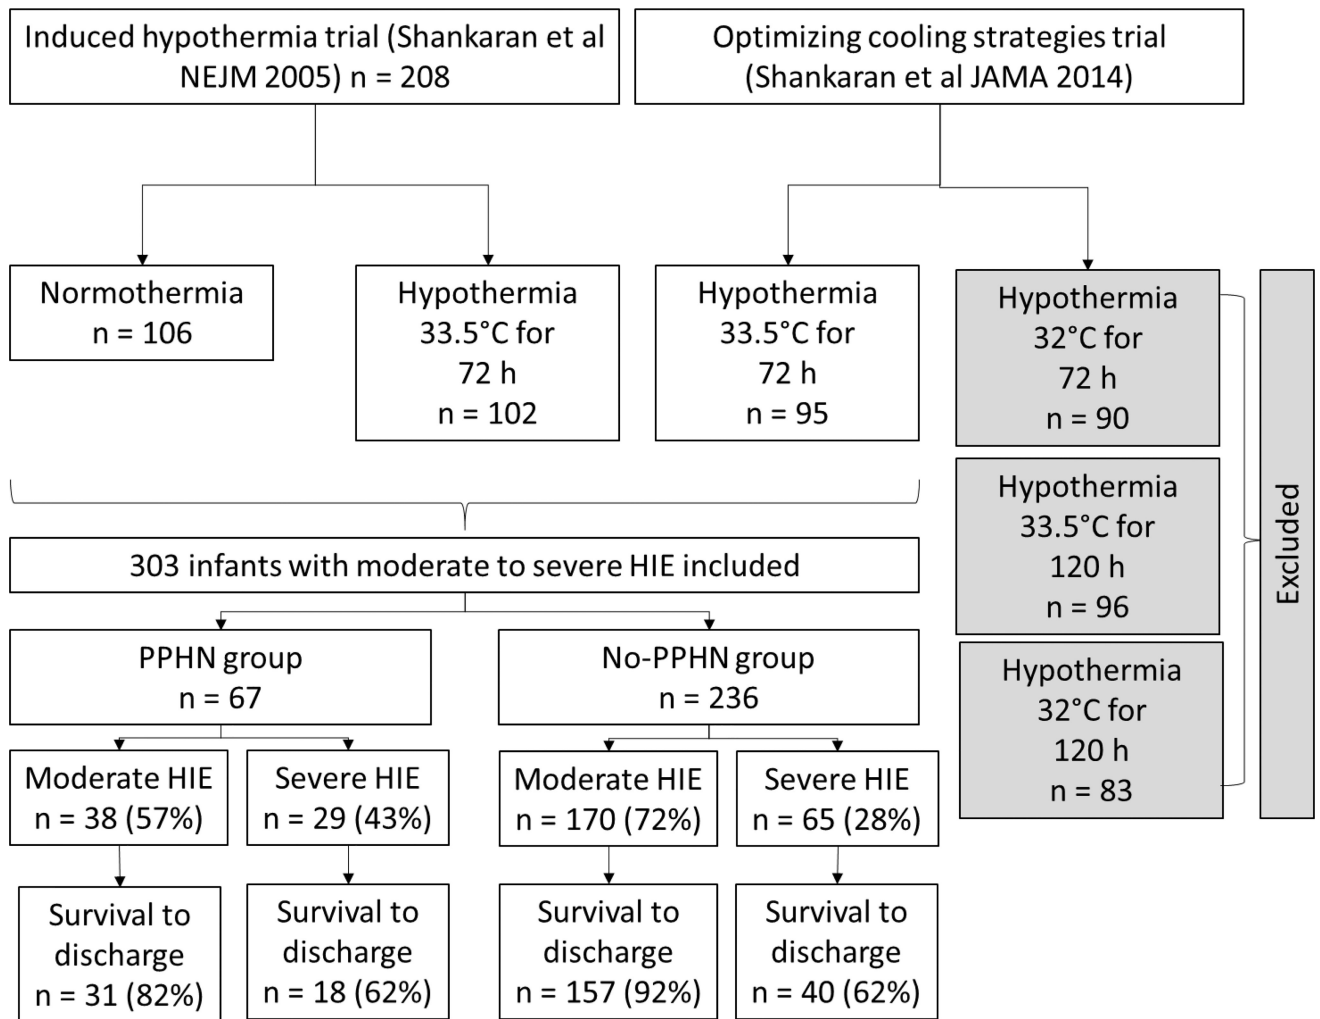 Induced hypothermia trial (Shankaran et al
NEJM 2005) n = 208
Optimizing cooling strategies trial
(Shankaran et al JAMA 2014)
Normothermia
n = 106
Hypothermia
33.5°C for
72 h
n = 102
Hypothermia
33.5°C for
72 h
n = 95
Hypothermia
32°C for
72 h
n = 90
Hypothermia
33.5°C for
120 h
n = 96
Hypothermia
32°C for
120 h
n = 83
Excluded
303 infants with moderate to severe HIE included
PPHN group
n = 67
No-PPHN group
n = 236
Moderate HIE
n = 38 (57%)
Severe HIE
n = 29 (43%)
Moderate HIE
n = 170 (72%)
Severe HIE
n = 65 (28%)
Survival to
discharge
n = 31 (82%)
Survival to
discharge
n = 18 (62%)
Survival to
discharge
n = 157 (92%)
Survival to
discharge
n = 40 (62%)